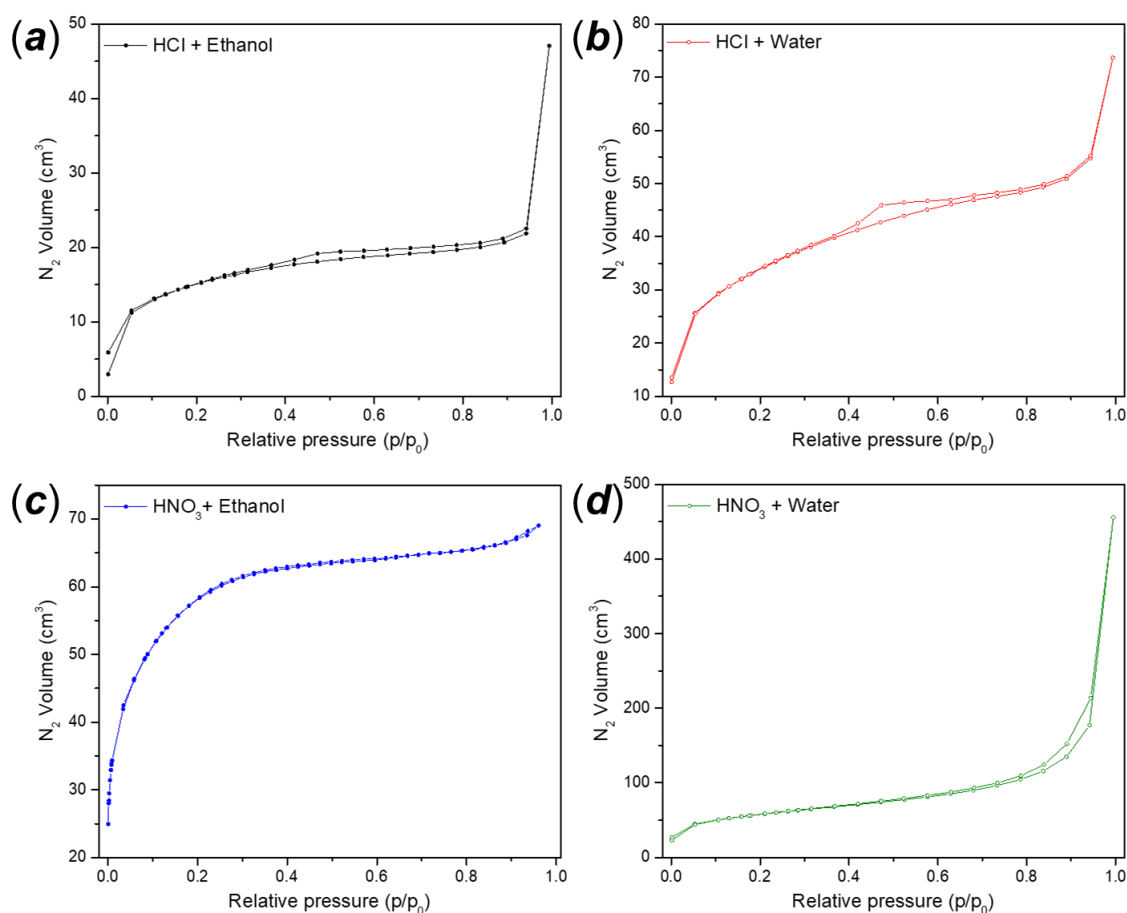 (a)
HCl + Ethanol
N₂ Volume (cm³)
50
40
30
20
10
0
0.0 0.2 0.4 0.6 0.8 1.0
Relative pressure (p/p₀)
(b)
HCl + Water
N₂ Volume (cm³)
80
70
60
50
40
30
20
10
0.0 0.2 0.4 0.6 0.8 1.0
Relative pressure (p/p₀)
(c)
HNO₃+ Ethanol
N₂ Volume (cm³)
70
60
50
40
30
20
0.0 0.2 0.4 0.6 0.8 1.0
Relative pressure (p/p₀)
(d)
HNO₃ + Water
N₂ Volume (cm³)
500
400
300
200
100
0
0.0 0.2 0.4 0.6 0.8 1.0
Relative pressure (p/p₀)